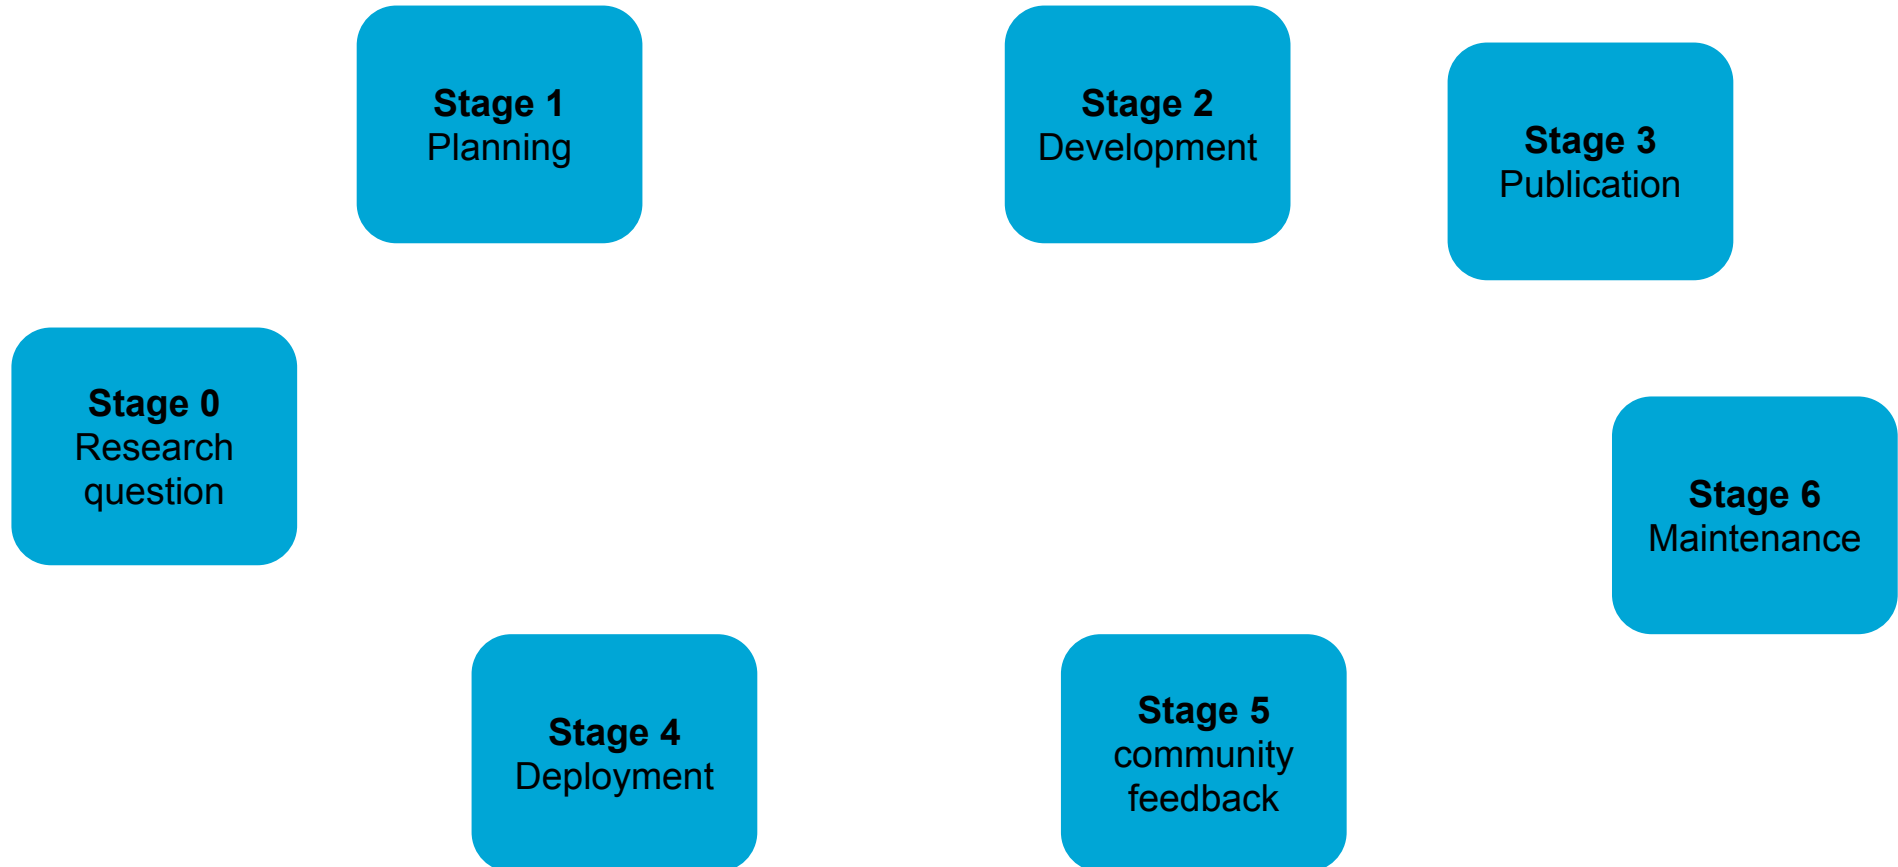 Stage 1
Planning
Stage 2
Development
Stage 3
Publication
Stage 0
Research
question
Stage 6
Maintenance
Stage 4
Deployment
Stage 5
community
feedback